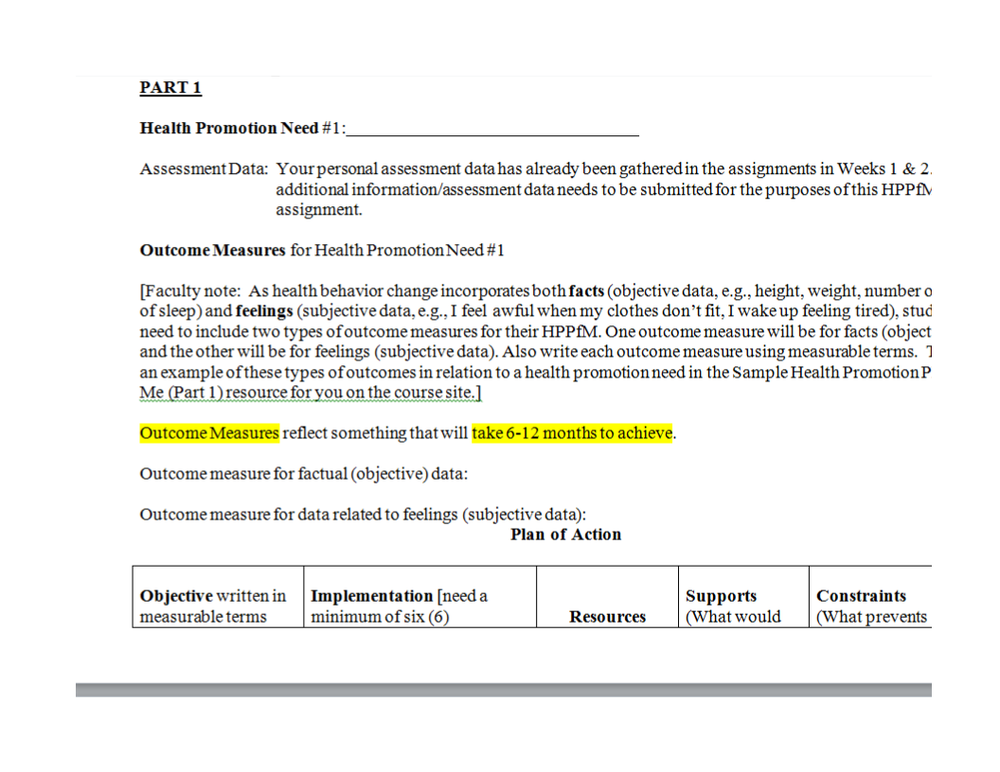 PART 1
Health Promotion Need #1:
Assessment Data: Your personal assessment data has already been gathered in the assignments in Weeks 1 & 2.
additional information/assessment data needs to be submitted for the purposes of this HPPfM
assignment.
Outcome Measures for Health Promotion Need #1
[Faculty note: As health behavior change incorporates both facts (objective data, e.g., height, weight, number o
of sleep) and feelings (subjective data, e.g., I feel awful when my clothes don't fit, I wake up feeling tired), stud
need to include two types of outcome measures for their HPPfM. One outcome measure will be for facts (object
and the other will be for feelings (subjective data). Also write each outcome measure using measurable terms. T
an example of these types of outcomes in relation to a health promotion need in the Sample Health Promotion P
Me (Part 1) resource for you on the course site.]
Outcome Measures reflect something that will take 6-12 months to achieve.
Outcome measure for factual (objective) data:
Outcome measure for data related to feelings (subjective data):
Plan of Action
Objective written in
measurable terms
Implementation [need a
minimum of six (6)
Resources
Supports
(What would
Constraints
(What prevents